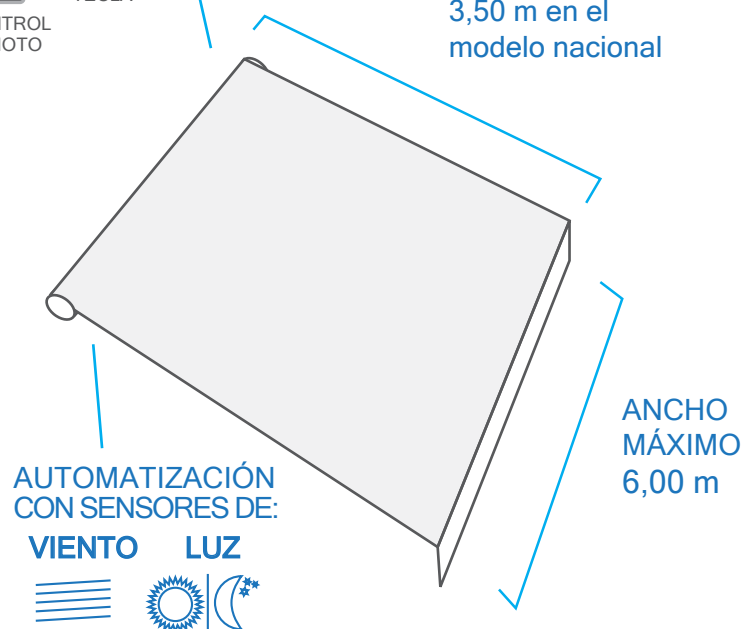 3,50 m en el
modelo nacional
ANCHO
MÁXIMO
6,00 m
AUTOMATIZACIÓN
CON SENSORES DE:
VIENTO LUZ